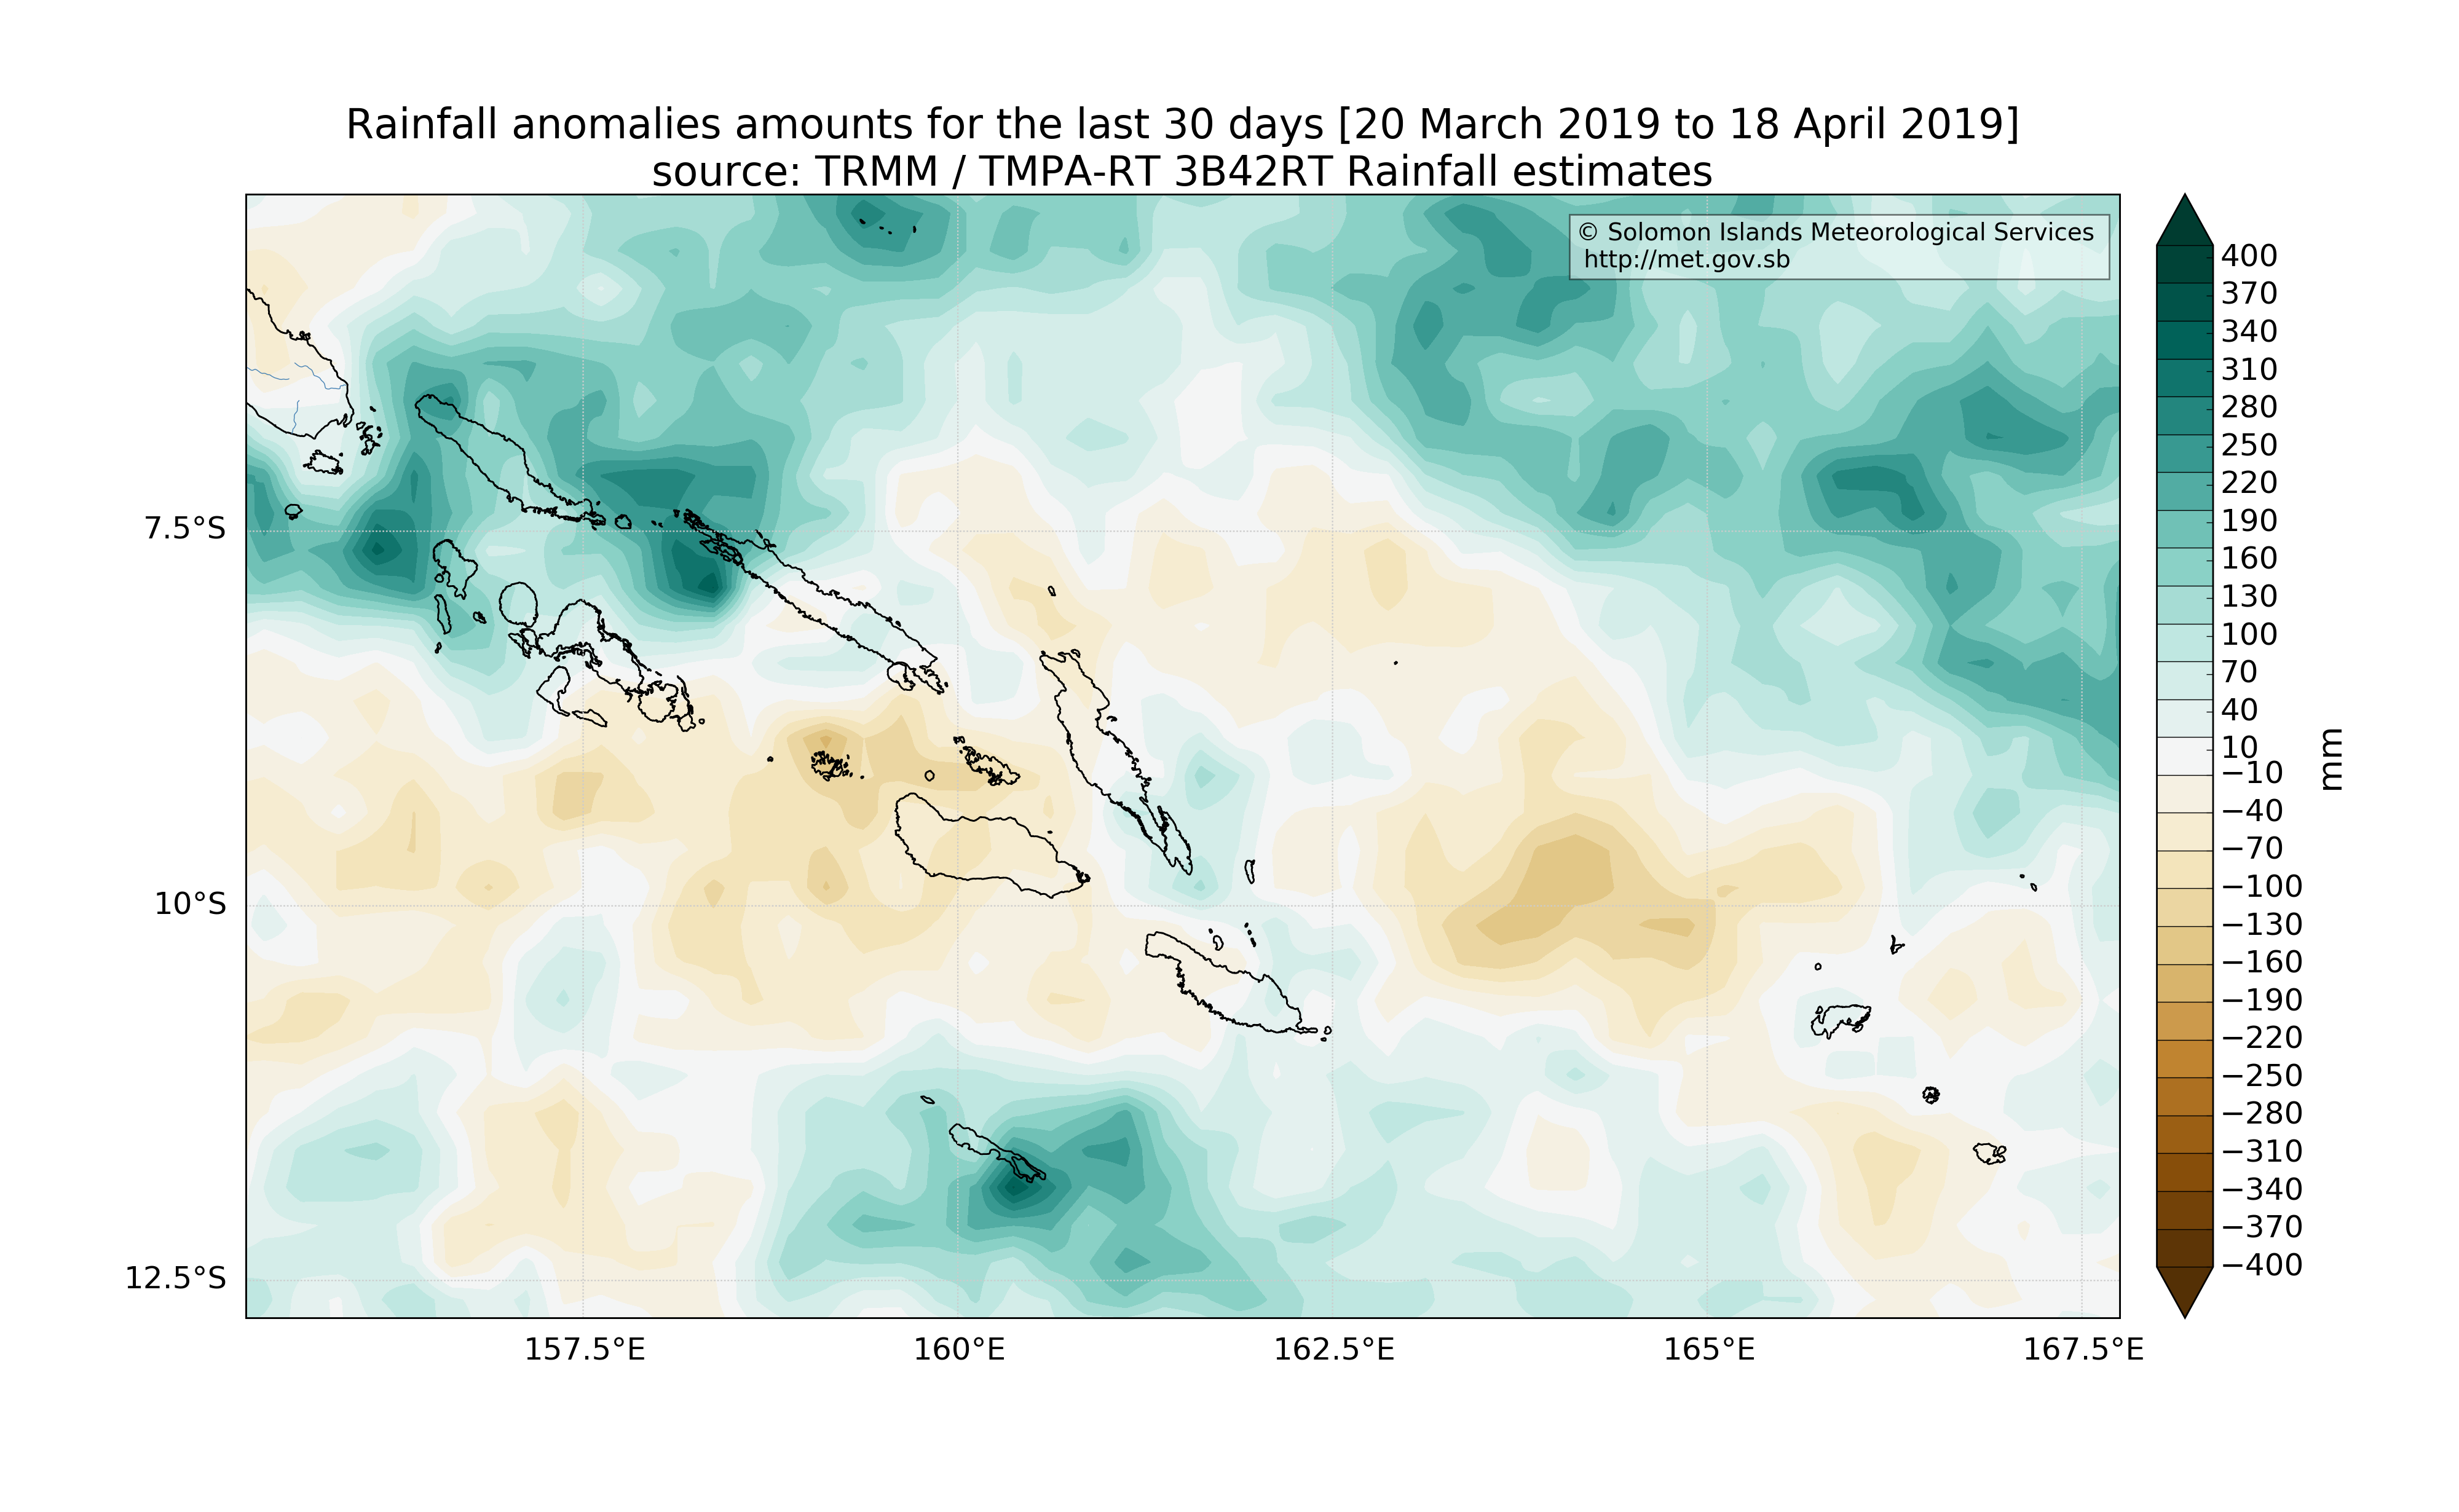 Rainfall anomalies amounts for the last 30 days [20 March 2019 to 18 April 2019]
source: TRMM / TMPA-RT 3B42RT Rainfall estimates
© Solomon Islands Meteorological Services
http://met.gov.sb
7.5°S
10°S
12.5°S
157.5°E
160°E
162.5°E
165°E
167.5°E
400
370
340
310
280
250
220
190
160
130
100
70
40
10
−10
−40
−70
−100
−130
−160
−190
−220
−250
−280
−310
−340
−370
−400
mm